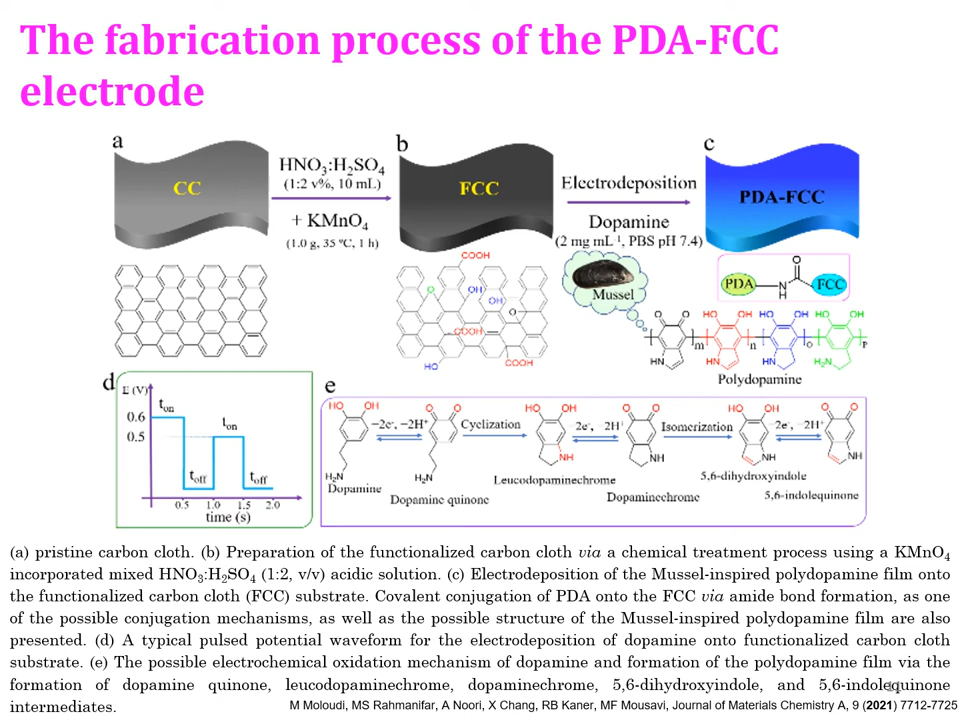 The fabrication process of the PDA-FCC
electrode
a
CC
HNO₃:H₂SO₄
(1:2 v%, 10 mL)
+ KMnO₄
(1.0 g, 35 ºC, 1 h)
b
FCC
Electrodeposition
Dopamine
(2 mg mL⁻¹, PBS pH 7.4)
c
PDA-FCC
COOH
O
OH
OH
O
COOH
HO
COOH
Mussel
PDA
N
H
O
FCC
O
O
HO
OH
HO
OH
HO
OH
HN
m
HN
n
HN
o
H₂N
P
Polydopamine
d
E (V)
0.6
0.5
tₒₙ
tₒₙ
tₒff
tₒff
0.5
1.0
1.5
2.0
time (s)
e
HO
OH
H₂N
Dopamine
−2e⁻, −2H⁺
O
O
H₂N
Dopamine quinone
Cyclization
HO
OH
NH
Leucodopaminechrome
2e⁻, 2H⁺
O
O
NH
Dopaminechrome
Isomerization
HO
OH
NH
5,6-dihydroxyindole
−2e⁻, −2H⁺
O
O
NH
5,6-indolequinone
(a) pristine carbon cloth. (b) Preparation of the functionalized carbon cloth via a chemical treatment process using a KMnO₄
incorporated mixed HNO₃:H₂SO₄ (1:2, v/v) acidic solution. (c) Electrodeposition of the Mussel-inspired polydopamine film onto
the functionalized carbon cloth (FCC) substrate. Covalent conjugation of PDA onto the FCC via amide bond formation, as one
of the possible conjugation mechanisms, as well as the possible structure of the Mussel-inspired polydopamine film are also
presented. (d) A typical pulsed potential waveform for the electrodeposition of dopamine onto functionalized carbon cloth
substrate. (e) The possible electrochemical oxidation mechanism of dopamine and formation of the polydopamine film via the
formation of dopamine quinone, leucodopaminechrome, dopaminechrome, 5,6-dihydroxyindole, and 5,6-indolequinone
intermediates.
M Moloudi, MS Rahmanifar, A Noori, X Chang, RB Kaner, MF Mousavi, Journal of Materials Chemistry A, 9 (2021) 7712-7725